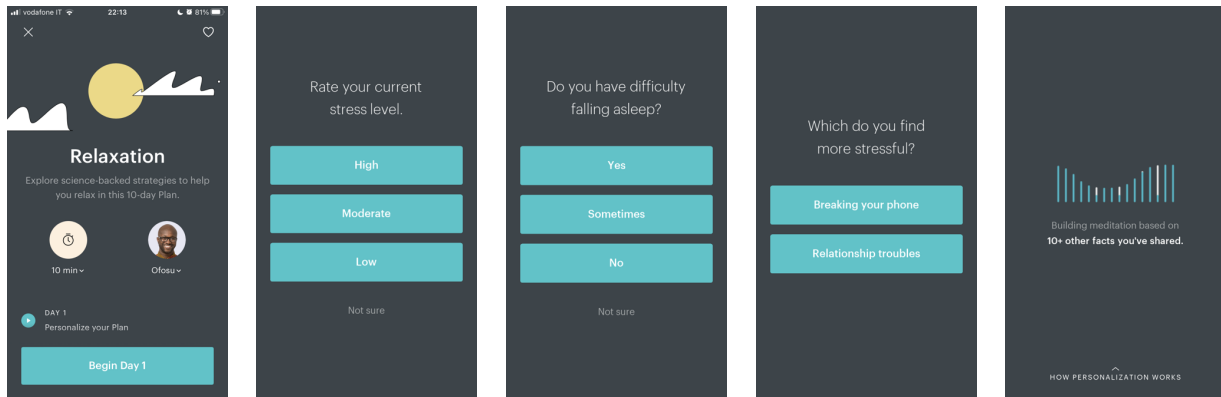 vodafone IT
22:13
81%
Relaxation
Explore science-backed strategies to help
you relax in this 10-day Plan.
10 min
Ofosu
DAY 1
Personalize your Plan
Begin Day 1
Rate your current
stress level.
High
Moderate
Low
Not sure
Do you have difficulty
falling asleep?
Yes
Sometimes
No
Not sure
Which do you find
more stressful?
Breaking your phone
Relationship troubles
Building meditation based on
10+ other facts you've shared.
HOW PERSONALIZATION WORKS